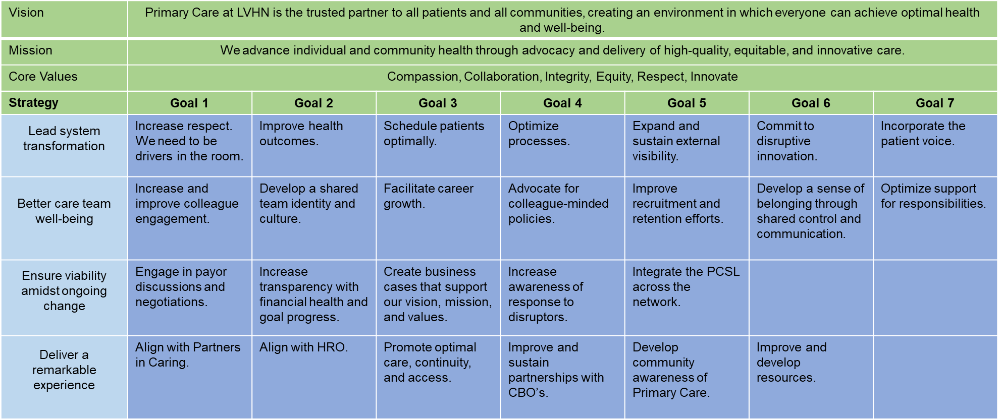 Vision
Primary Care at LVHN is the trusted partner to all patients and all communities, creating an environment in which everyone can achieve optimal health
and well-being.
Mission
We advance individual and community health through advocacy and delivery of high-quality, equitable, and innovative care.
Core Values
Compassion, Collaboration, Integrity, Equity, Respect, Innovate
Strategy
Goal 1
Goal 2
Goal 3
Goal 4
Goal 5
Goal 6
Goal 7
Lead system
transformation
Increase respect.
We need to be
drivers in the room.
Improve health
outcomes.
Schedule patients
optimally.
Optimize
processes.
Expand and
sustain external
visibility.
Commit to
disruptive
innovation.
Incorporate the
patient voice.
Better care team
well-being
Increase and
improve colleague
engagement.
Develop a shared
team identity and
culture.
Facilitate career
growth.
Advocate for
colleague-minded
policies.
Improve
recruitment and
retention efforts.
Develop a sense of
belonging through
shared control and
communication.
Optimize support
for responsibilities.
Ensure viability
amidst ongoing
change
Engage in payor
discussions and
negotiations.
Increase
transparency with
financial health and
goal progress.
Create business
cases that support
our vision, mission,
and values.
Increase
awareness of
response to
disruptors.
Integrate the PCSL
across the
network.
Deliver a
remarkable
experience
Align with Partners
in Caring.
Align with HRO.
Promote optimal
care, continuity,
and access.
Improve and
sustain
partnerships with
CBO's.
Develop
community
awareness of
Primary Care.
Improve and
develop
resources.